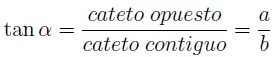 tan α = cateto opuesto / cateto contiguo = a / b